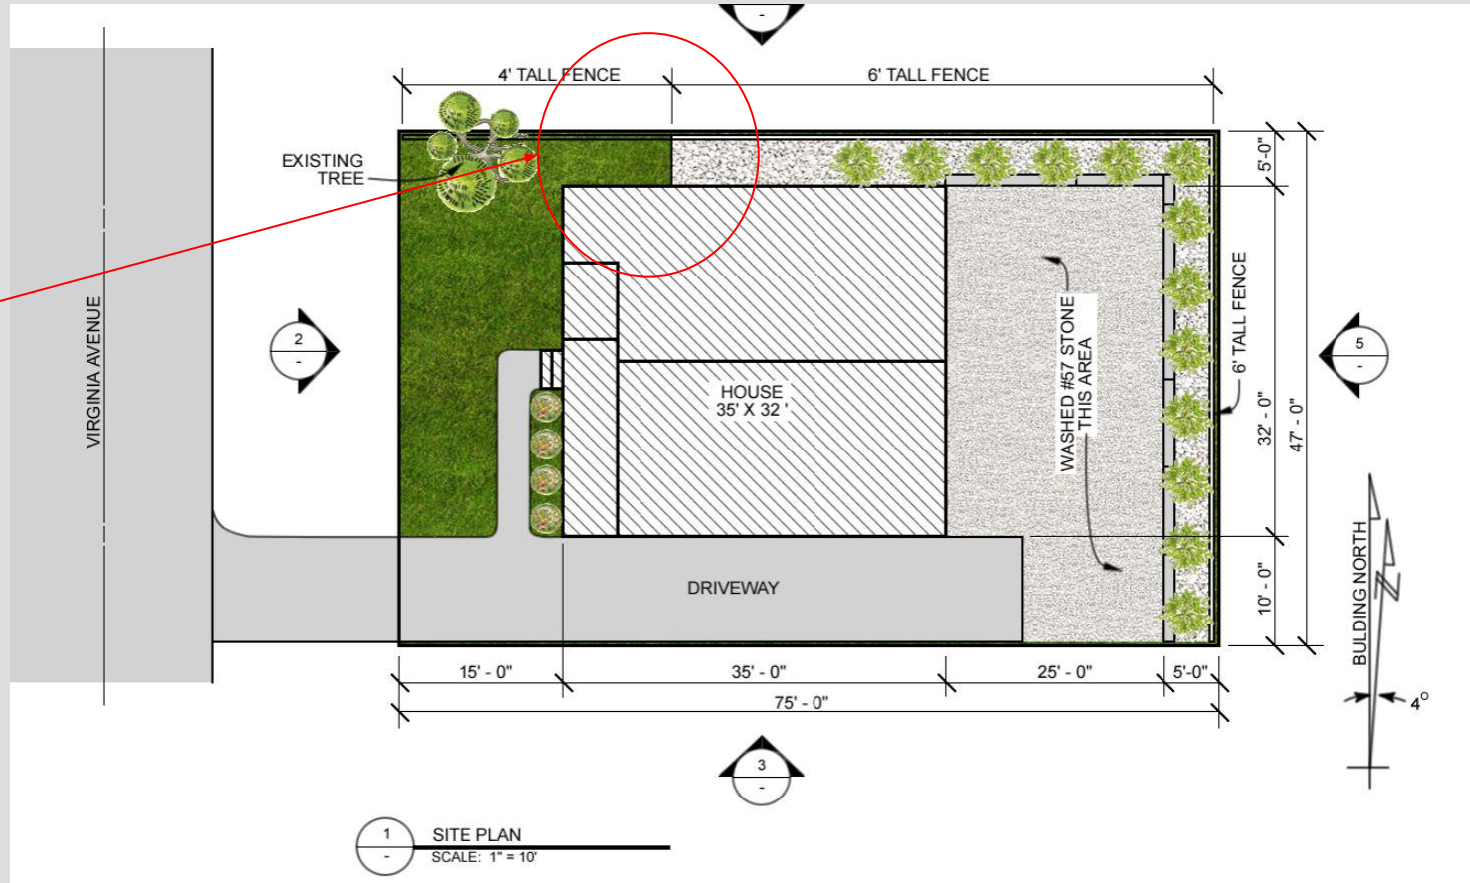 -
4' TALL FENCE
6' TALL FENCE
EXISTING
TREE
5'-0"
VIRGINIA AVENUE
2
-
HOUSE
35' X 32 '
WASHED #57 STONE
THIS AREA
6' TALL FENCE
5
-
32' - 0"
47' - 0"
DRIVEWAY
10' - 0"
BULDING NORTH
N
4°
15' - 0"
35' - 0"
25' - 0"
5'-0"
75' - 0"
3
-
1
-
SITE PLAN
SCALE: 1" = 10'